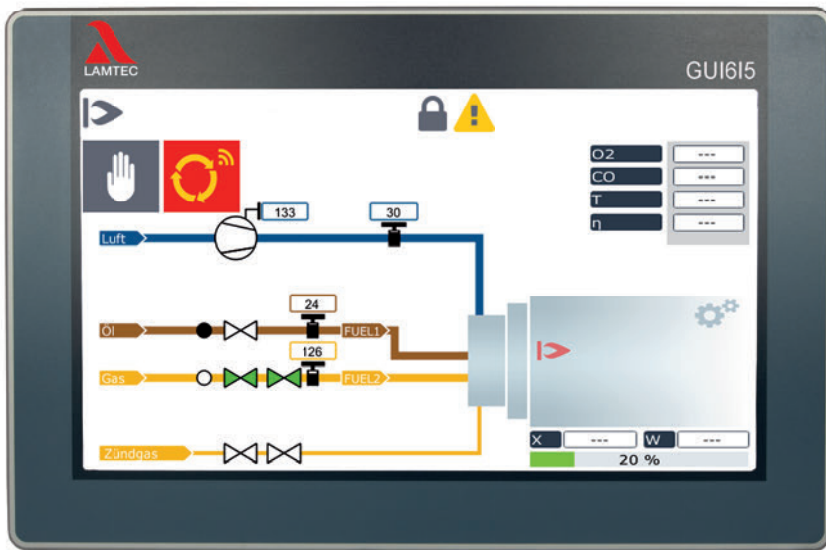 LAMTEC
GUI6I5
O2 ---
CO ---
T ---
η ---
133
30
Luft
24
Öl
FUEL1
126
Gas
FUEL2
X --- W ---
20 %
Zündgas